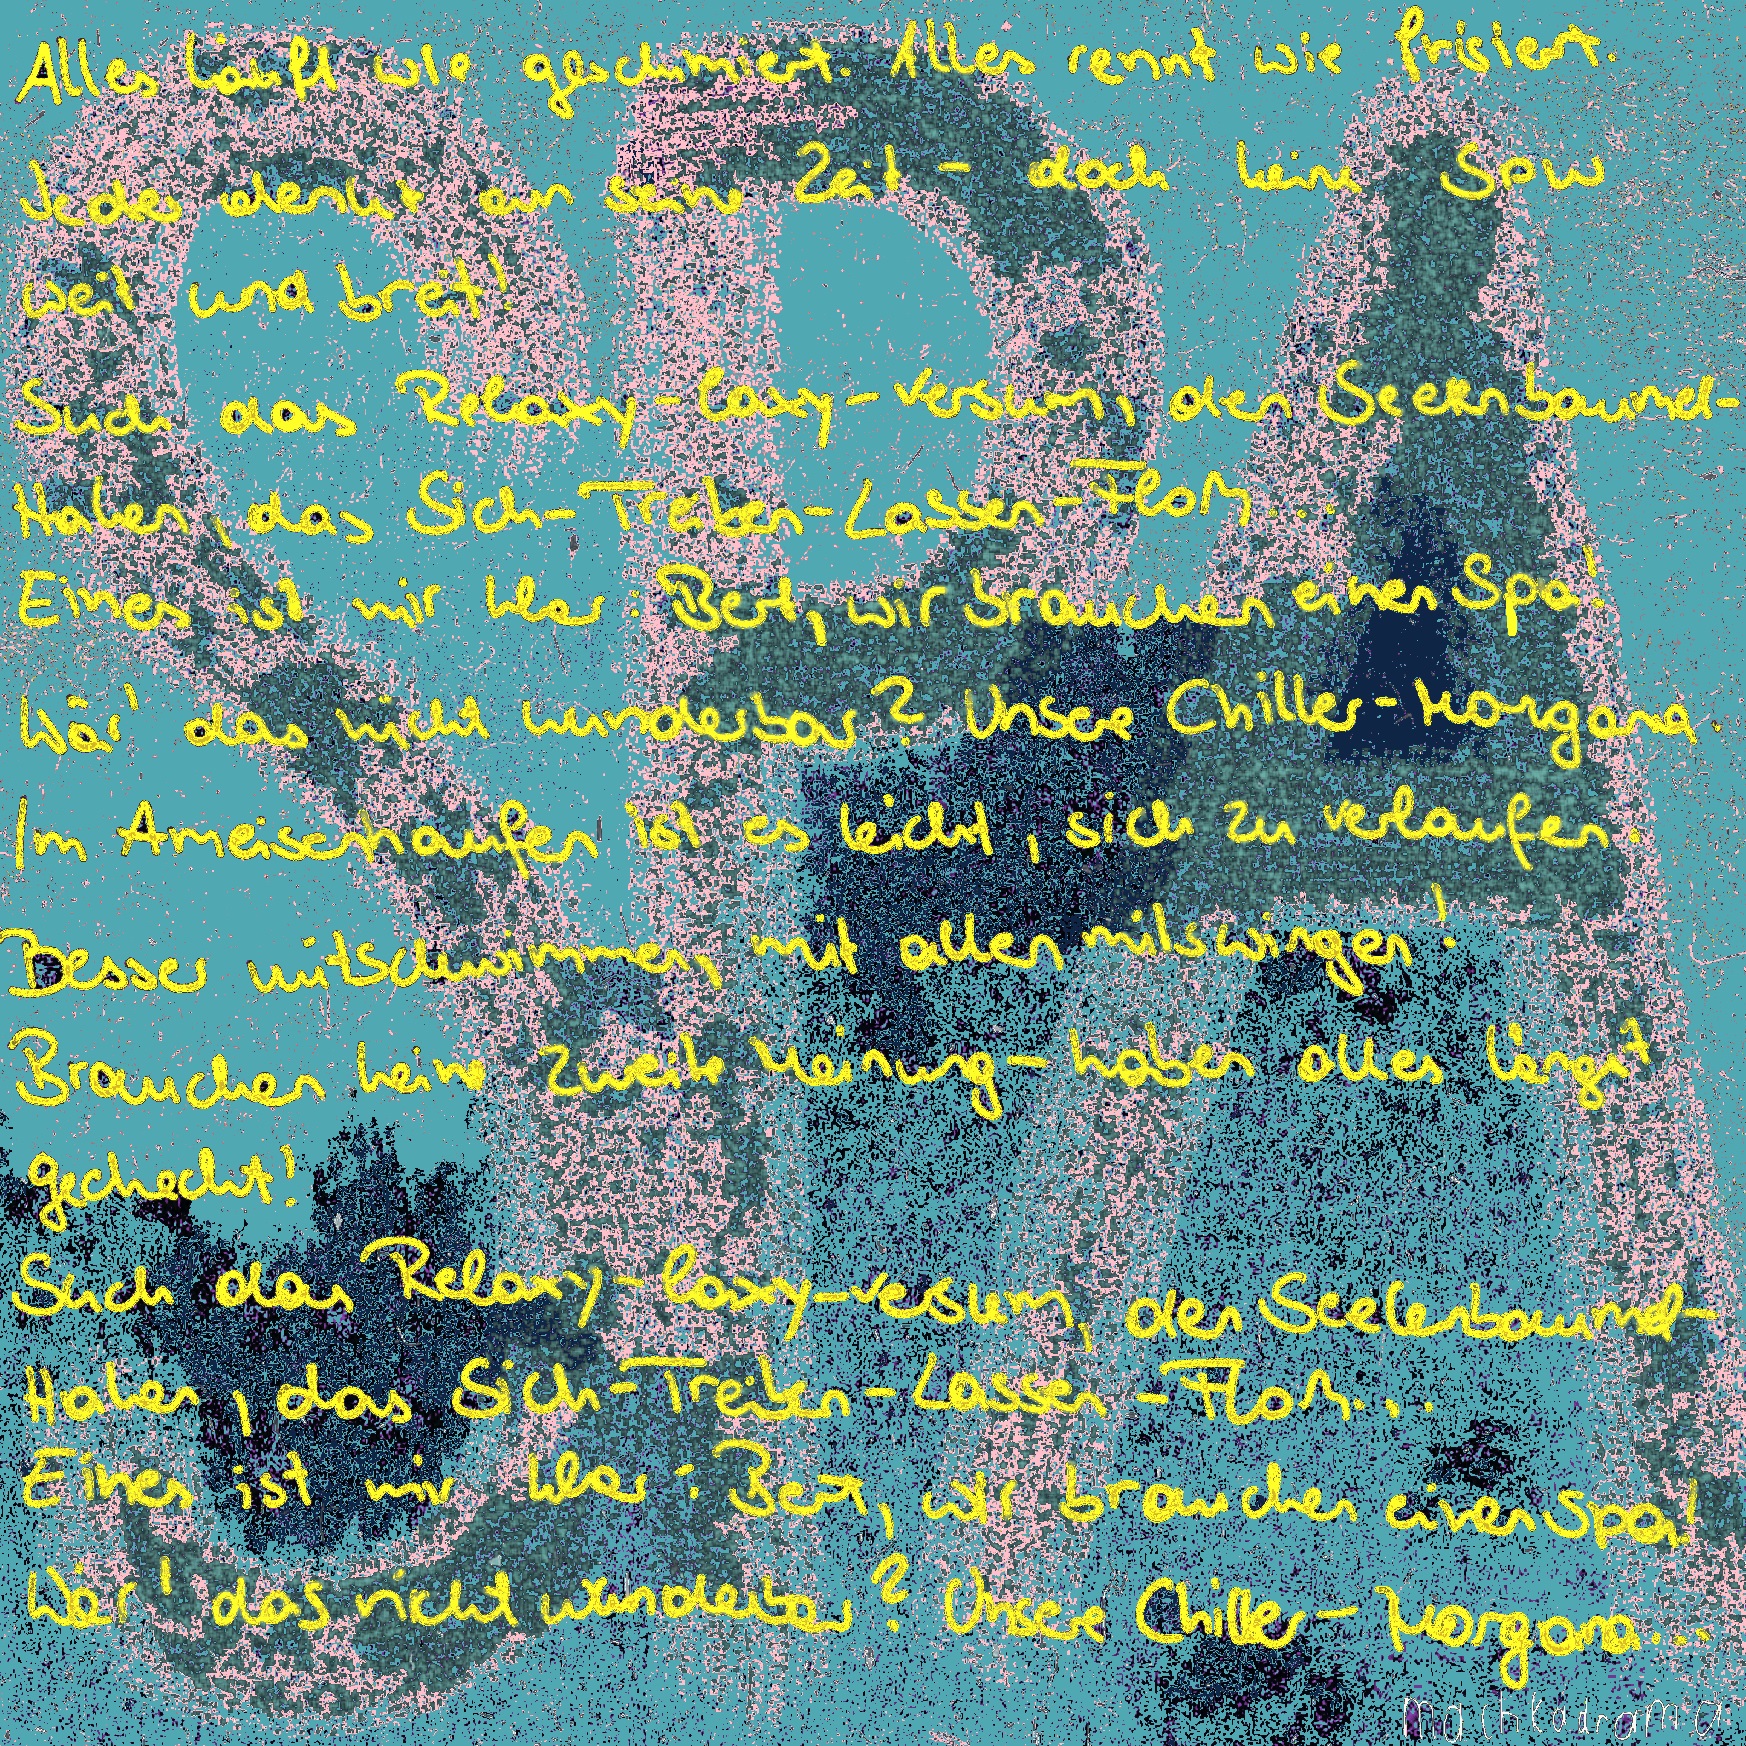 Alles läuft wie geschmiert. Alles rennt wie frisiert.
Jedes denkt an seine Zeit - doch keine Spur
weit und breit!
Such das Relaxy-laxy-versum, den Seelenbaumel-
Hafen, das Sich-Treiben-Lassen-Floß...
Eines ist mir klar: Bert, wir brauchen einen Spa!
Wär' das nicht wunderbar? Unsere Chiller-Morgana.
Im Ameisenhaufen ist es leicht, sich zu verlaufen.
Besser mitschwimmen, mit allen mitswingen!
Brauchen keine zweite Meinung - haben alles längst
gecheckt!
Such das Relaxy-laxy-versum, den Seelenbaumel-
Hafen, das Sich-Treiben-Lassen-Floß...
Eines ist mir klar: Bert, wir brauchen einen Spa!
Wär' das nicht wunderbar? Unsere Chiller-Morgana...
SPA
machkadrama